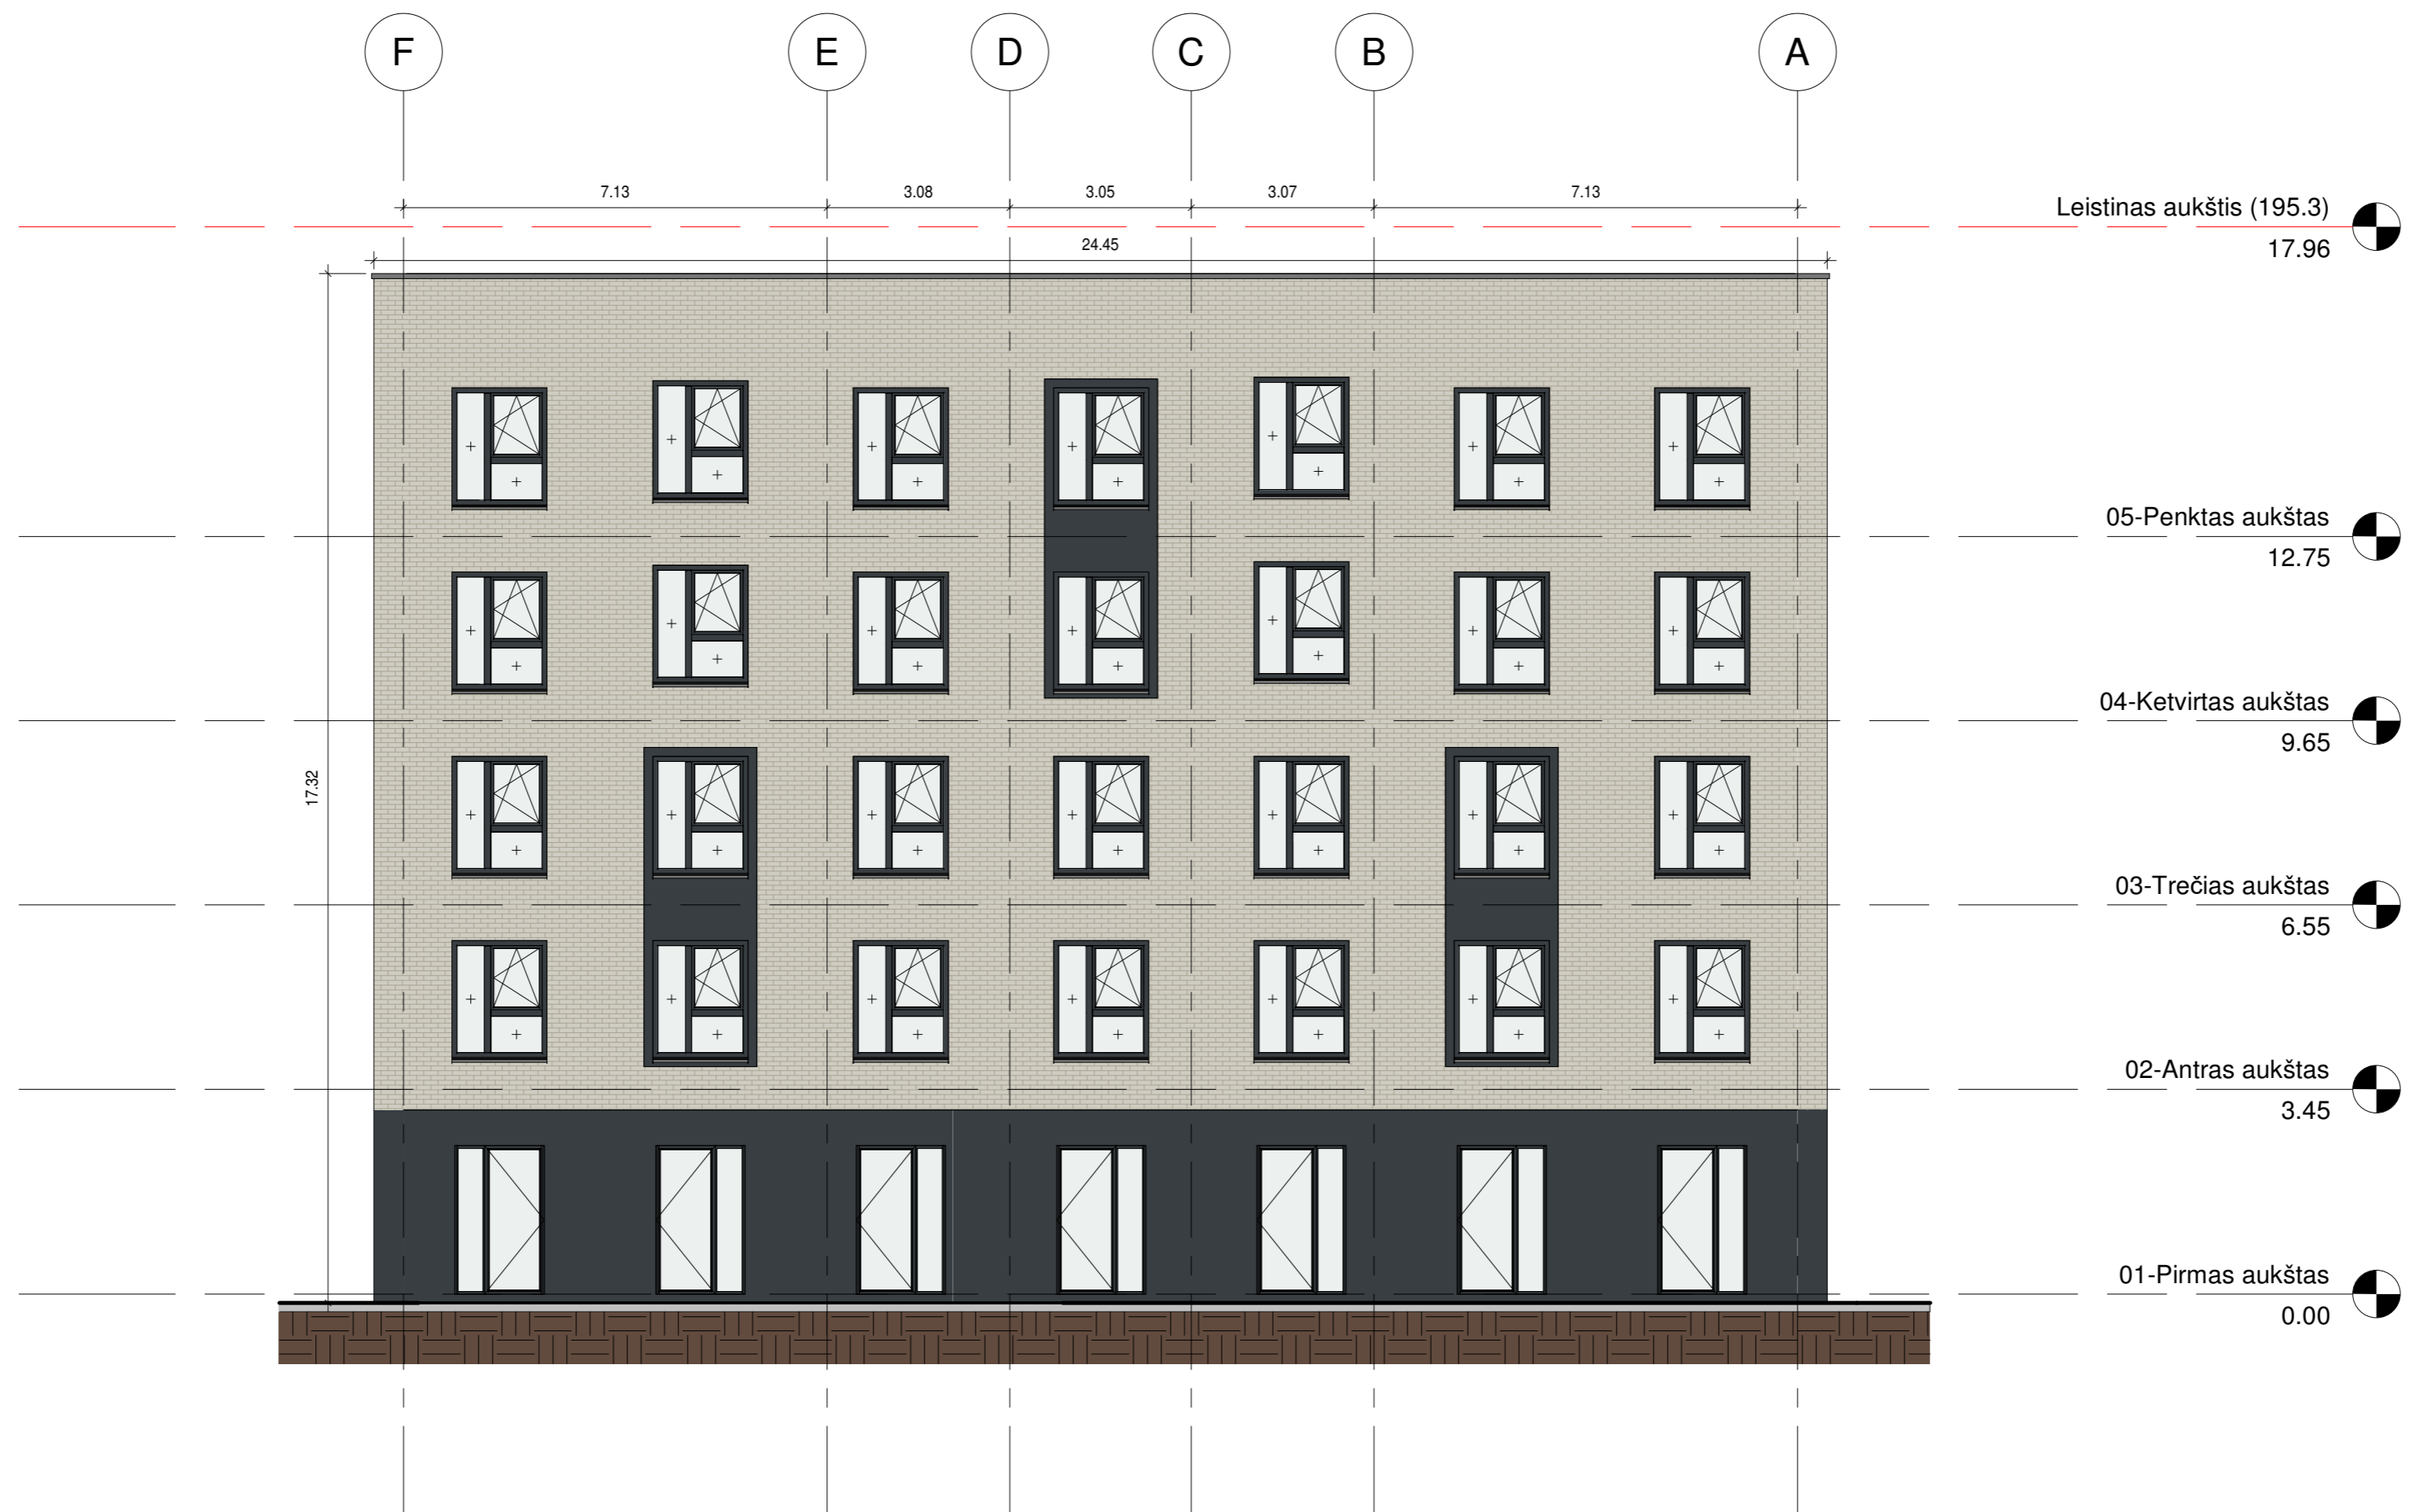 F E D C B A
7.13 3.08 3.05 3.07 7.13
Leistinas aukštis (195.3)
17.96
24.45
05-Penktas aukštas
12.75
04-Ketvirtas aukštas
9.65
17.32
03-Trečias aukštas
6.55
02-Antras aukštas
3.45
01-Pirmas aukštas
0.00